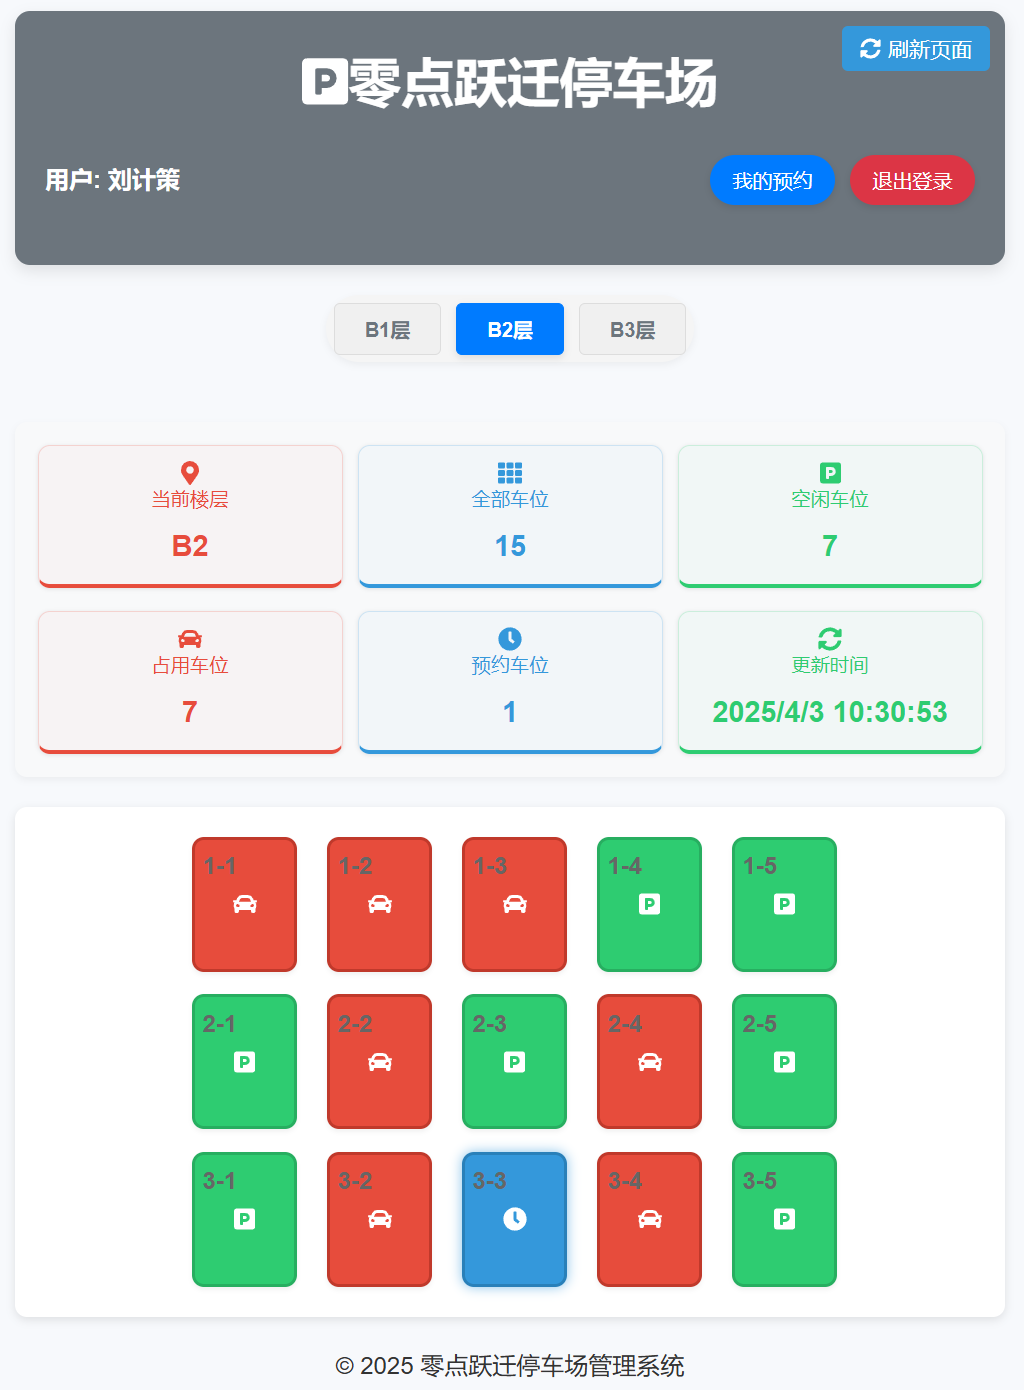 刷新页面
零点跃迁停车场
用户: 刘计策
我的预约 退出登录
B1层 B2层 B3层
当前楼层 全部车位 空闲车位
B2 15 7
占用车位 预约车位 更新时间
7 1 2025/4/3 10:30:53
1-1 1-2 1-3 1-4 1-5
2-1 2-2 2-3 2-4 2-5
3-1 3-2 3-3 3-4 3-5
© 2025 零点跃迁停车场管理系统